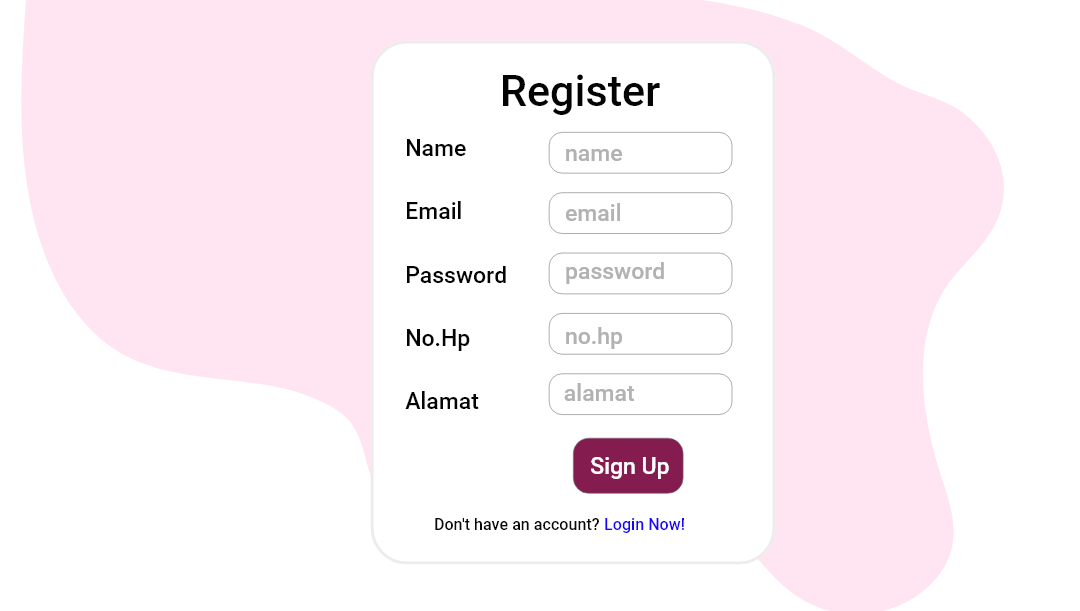 Register
Name name
Email email
Password password
No.Hp no.hp
Alamat alamat
Sign Up
Don't have an account? Login Now!